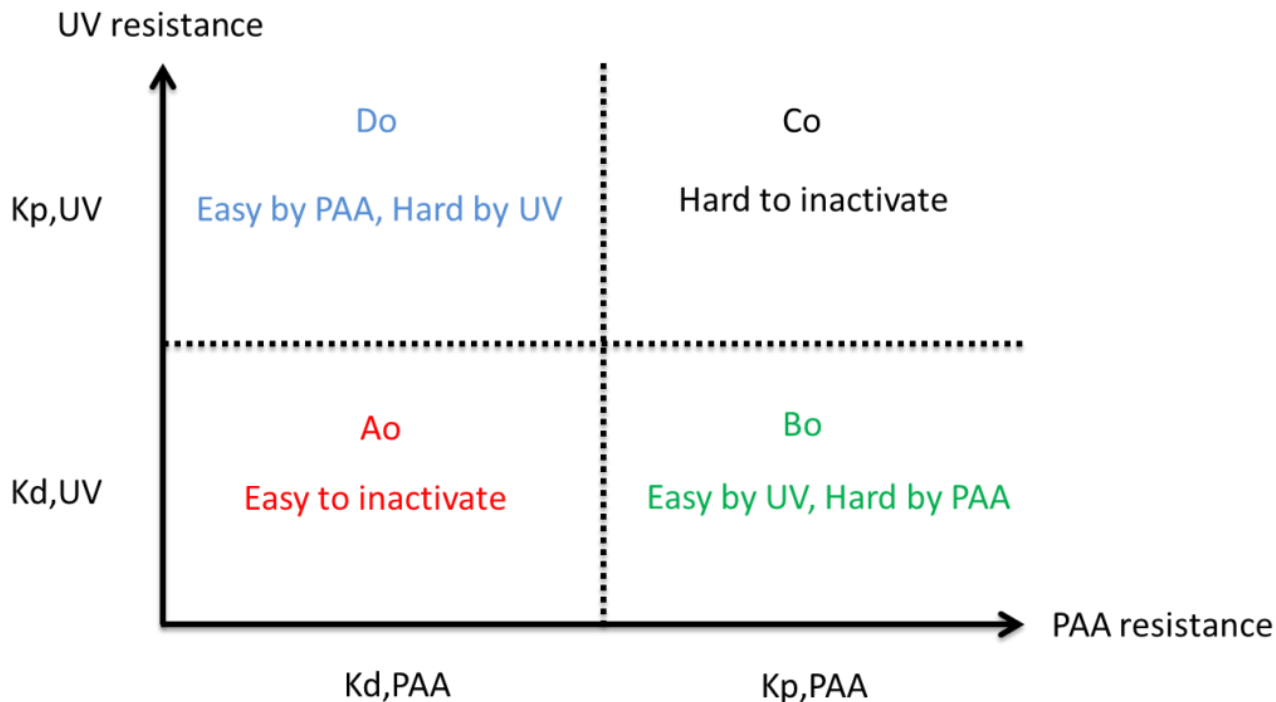 UV resistance
Do
Co
Kp,UV
Easy by PAA, Hard by UV
Hard to inactivate
Ao
Bo
Kd,UV
Easy to inactivate
Easy by UV, Hard by PAA
PAA resistance
Kd,PAA
Kp,PAA